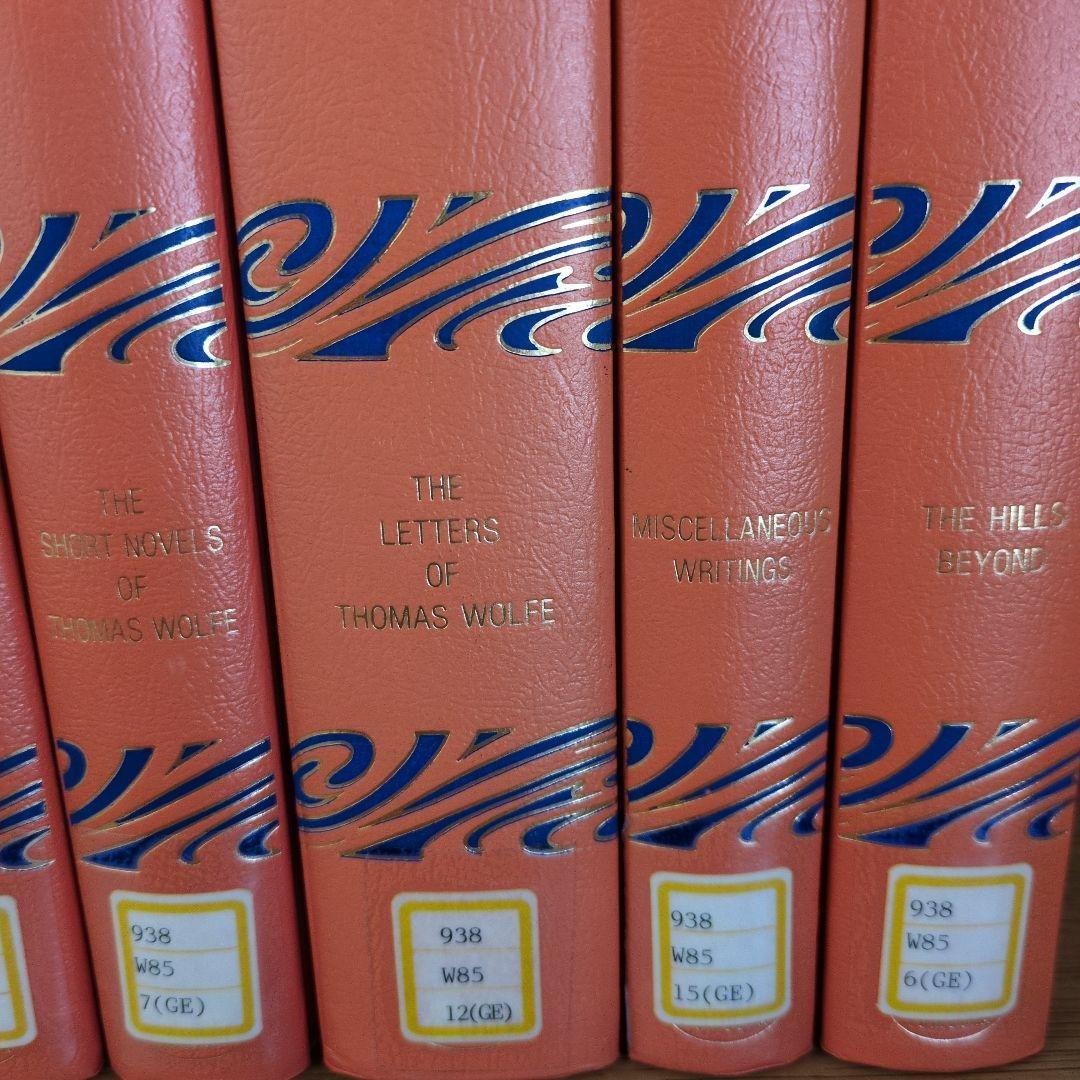 THE
SHORT NOVELS
OF
THOMAS WOLFE
938
W85
7(GE)
THE
LETTERS
OF
THOMAS WOLFE
938
W85
12(GE)
MISCELLANEOUS
WRITINGS
938
W85
15(GE)
THE HILLS
BEYOND
938
W85
6(GE)